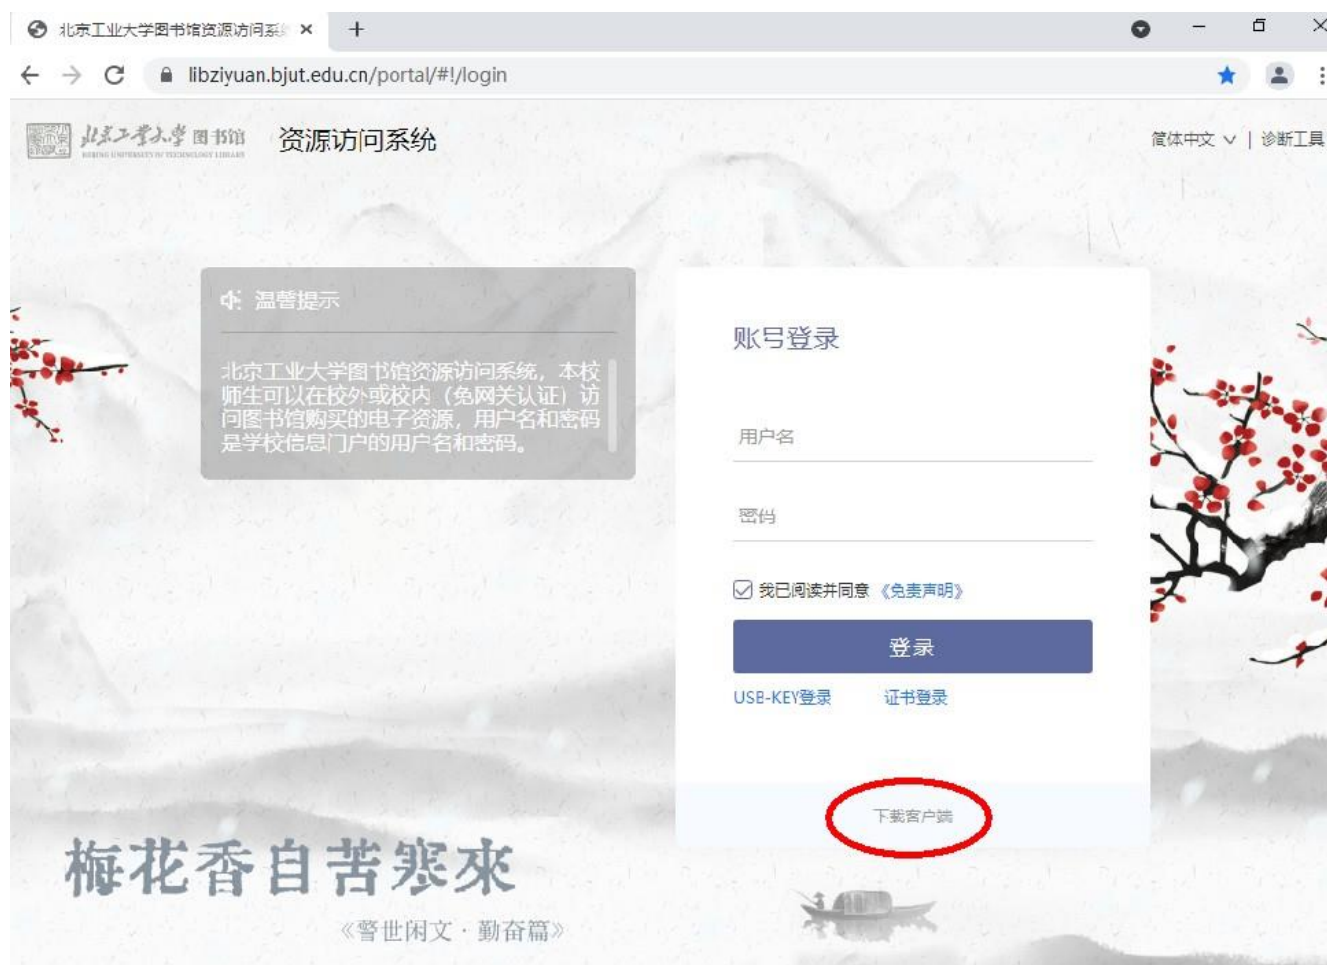 北京工业大学图书馆资源访问系
libziyuan.bjut.edu.cn/portal/#!/login
北京工业大学 图书馆
BEIJING UNIVERSITY OF TECHNOLOGY LIBRARY
资源访问系统
简体中文 | 诊断工具
温馨提示
北京工业大学图书馆资源访问系统，本校
师生可以在校外或校内（免网关认证）访
问图书馆购买的电子资源，用户名和密码
是学校信息门户的用户名和密码。
账号登录
用户名
密码
我已阅读并同意《免责声明》
登录
USB-KEY登录 证书登录
下载客户端
梅花香自苦寒來
《警世闲文·勤奋篇》